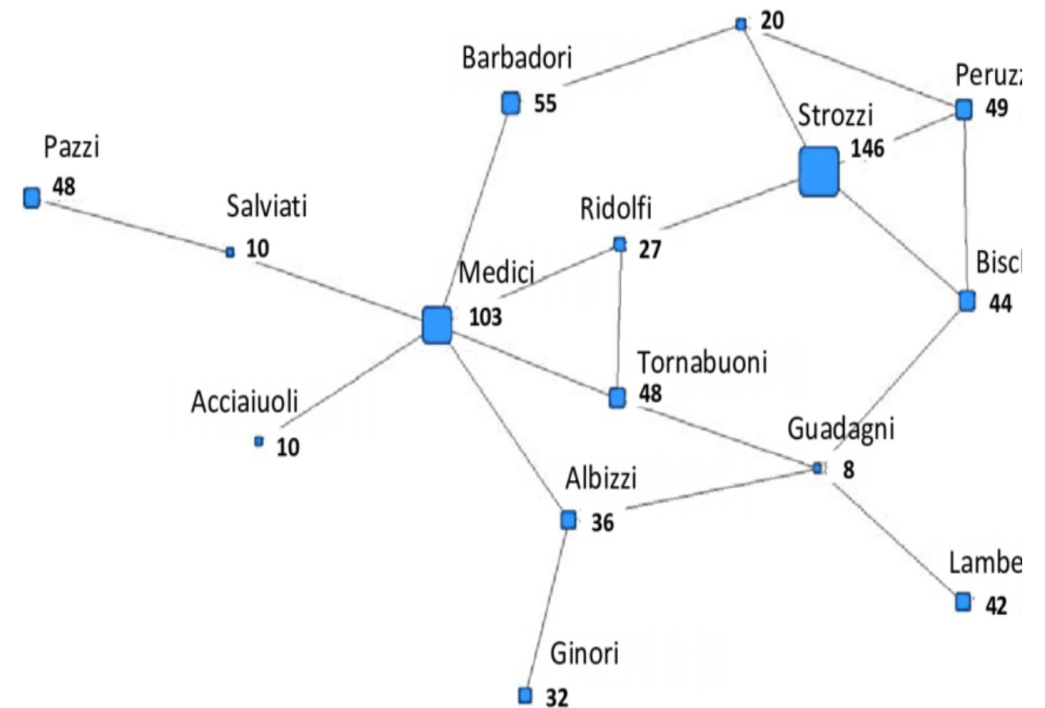 20
Barbadori
55
Peruzz
49
Strozzi
146
Pazzi
48
Salviati
10
Ridolfi
27
Medici
103
Bisc
44
Tornabuoni
48
Acciaiuoli
10
Guadagni
8
Albizzi
36
Lambe
42
Ginori
32